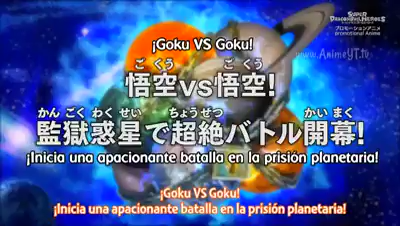 SUPER
DRAGONBALL HEROES
プロモーションアニメ
promotional Anime
www.AnimeYT.tv
¡Goku VS Goku!
ご くう ご くう
悟空vs悟空!
かん ごく わく せい ちょうぜつ かい まく
監獄惑星で超絶バトル開幕!
¡Inicia una apacionante batalla en la prisión planetaria!
¡Goku VS Goku!
¡Inicia una apacionante batalla en la prisión planetaria!